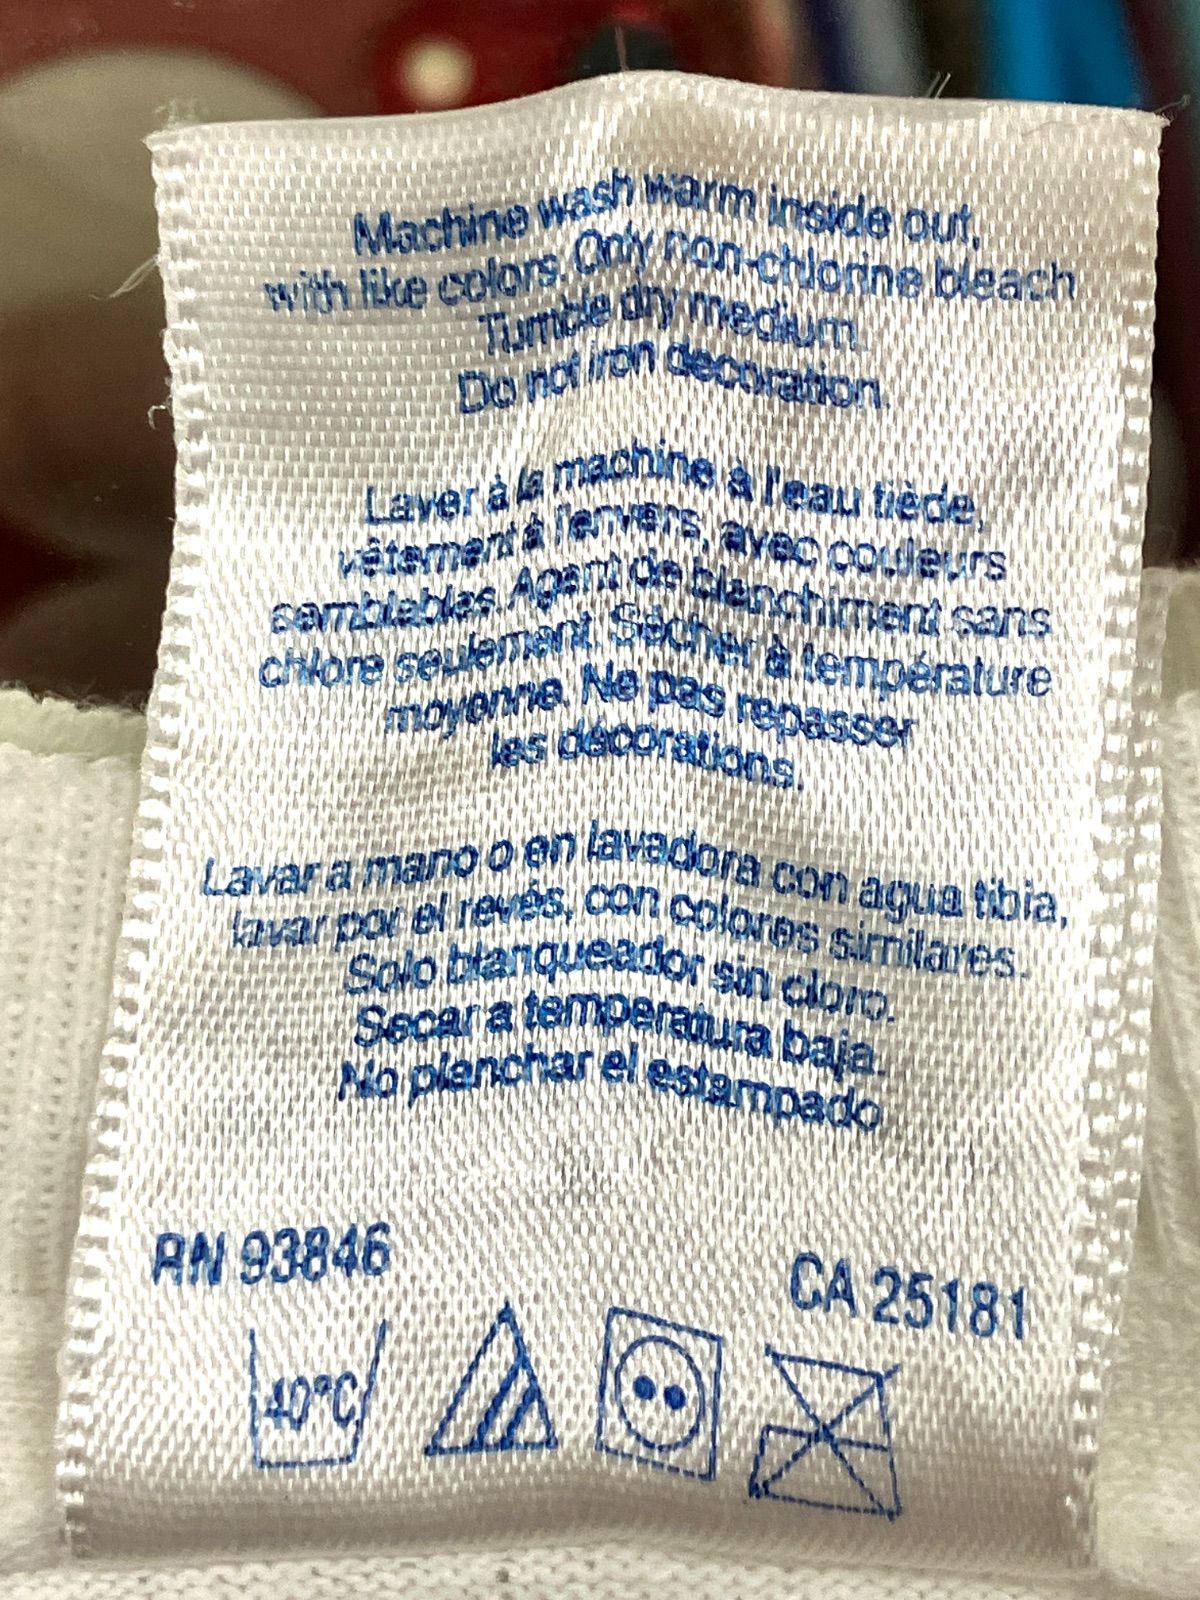 Machine wash warm inside out,
with like colors. Only non-chlorine bleach
Tumble dry medium.
Do not iron decoration.
Laver à la machine à l'eau tiède,
vêtement à l'envers, avec couleurs
semblables. Agent de blanchiment sans
chlore seulement. Sécher à température
moyenne. Ne pas repasser
les décorations.
Lavar a mano o en lavadora con agua tibia,
lavar por el revés, con colores similares.
Solo blanqueador sin cloro.
Secar a temperatura baja.
No planchar el estampado
RN 93846
CA 25181
40°C